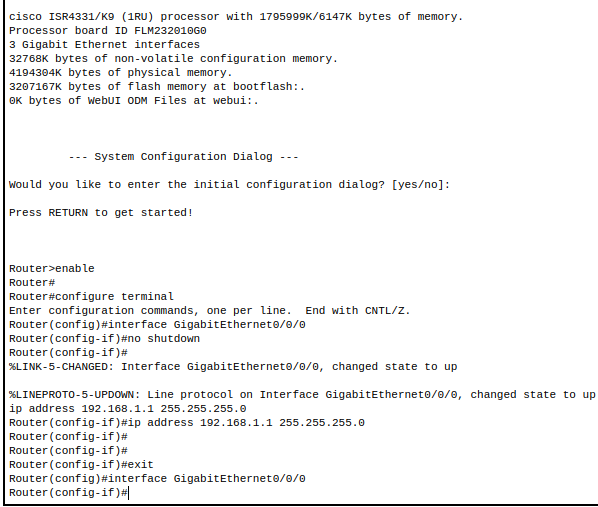 cisco ISR4331/K9 (1RU) processor with 1795999K/6147K bytes of memory.
Processor board ID FLM232010G0
3 Gigabit Ethernet interfaces
32768K bytes of non-volatile configuration memory.
4194304K bytes of physical memory.
3207167K bytes of flash memory at bootflash:.
0K bytes of WebUI ODM Files at webui:.
--- System Configuration Dialog ---
Would you like to enter the initial configuration dialog? [yes/no]:
Press RETURN to get started!
Router>enable
Router#
Router#configure terminal
Enter configuration commands, one per line.  End with CNTL/Z.
Router(config)#interface GigabitEthernet0/0/0
Router(config-if)#no shutdown
Router(config-if)#
%LINK-5-CHANGED: Interface GigabitEthernet0/0/0, changed state to up
%LINEPROTO-5-UPDOWN: Line protocol on Interface GigabitEthernet0/0/0, changed state to up
ip address 192.168.1.1 255.255.255.0
Router(config-if)#ip address 192.168.1.1 255.255.255.0
Router(config-if)#
Router(config-if)#
Router(config-if)#exit
Router(config)#interface GigabitEthernet0/0/0
Router(config-if)#